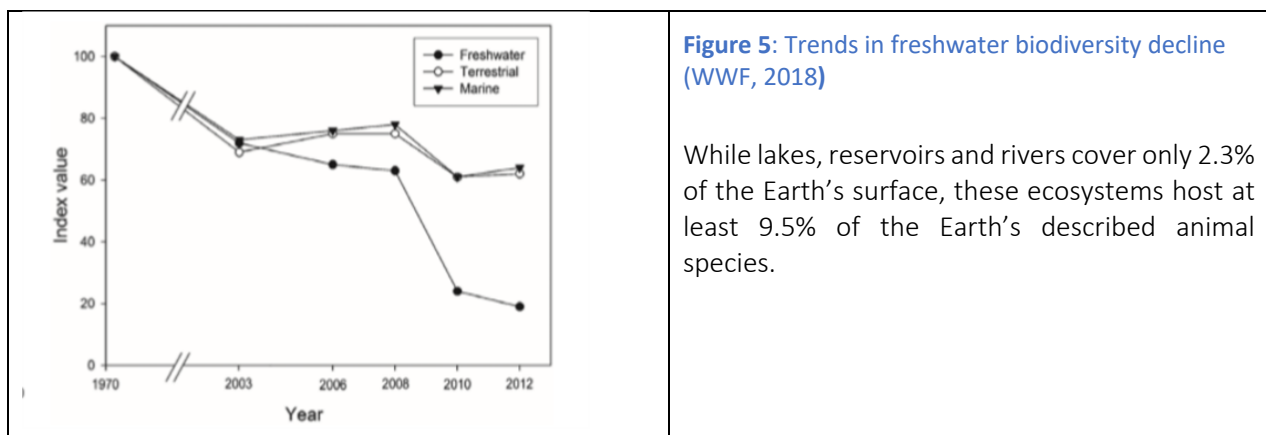 100
80
60
40
20
0
Index value
Freshwater
Terrestrial
Marine
1970
2003
2006
2008
2010
2012
Year
Figure 5: Trends in freshwater biodiversity decline
(WWF, 2018)
While lakes, reservoirs and rivers cover only 2.3%
of the Earth’s surface, these ecosystems host at
least 9.5% of the Earth’s described animal
species.